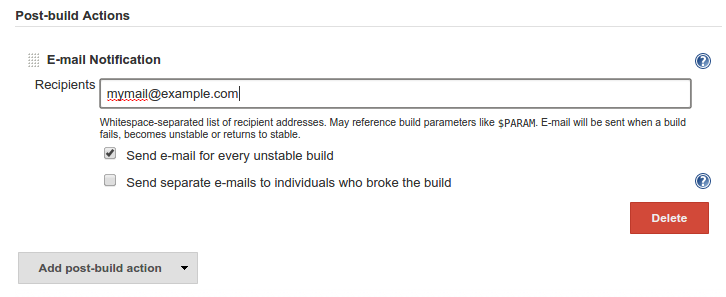 Post-build Actions
E-mail Notification
?
Recipients mymail@example.com
Whitespace-separated list of recipient addresses. May reference build parameters like $PARAM. E-mail will be sent when a build
fails, becomes unstable or returns to stable.
Send e-mail for every unstable build
Send separate e-mails to individuals who broke the build
?
Delete
Add post-build action